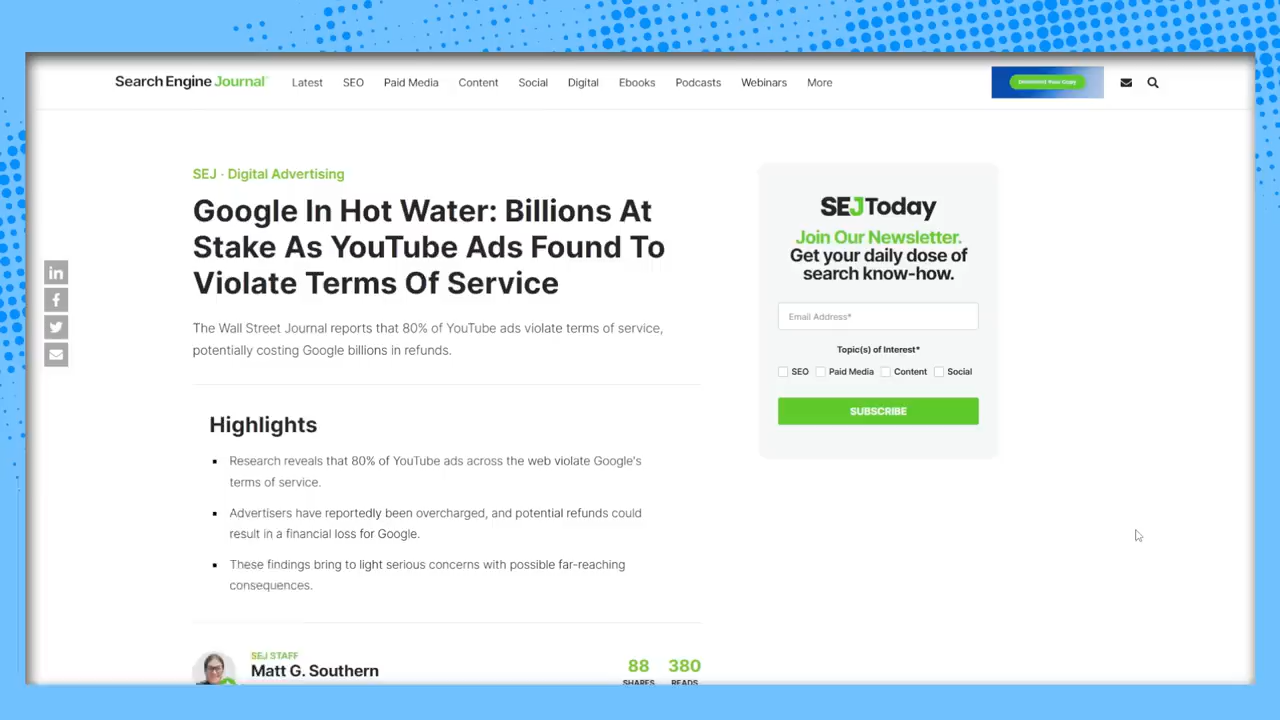 Search Engine Journal
Latest SEO Paid Media Content Social Digital Ebooks Podcasts Webinars More
Download Your Copy
SEJ · Digital Advertising
Google In Hot Water: Billions At
Stake As YouTube Ads Found To
Violate Terms Of Service
The Wall Street Journal reports that 80% of YouTube ads violate terms of service,
potentially costing Google billions in refunds.
Highlights
▪ Research reveals that 80% of YouTube ads across the web violate Google's
terms of service.
▪ Advertisers have reportedly been overcharged, and potential refunds could
result in a financial loss for Google.
▪ These findings bring to light serious concerns with possible far-reaching
consequences.
SEJ STAFF
Matt G. Southern
88 380
SHARES READS
SEJToday
Join Our Newsletter.
Get your daily dose of
search know-how.
Email Address*
Topic(s) of Interest*
SEO Paid Media Content Social
SUBSCRIBE